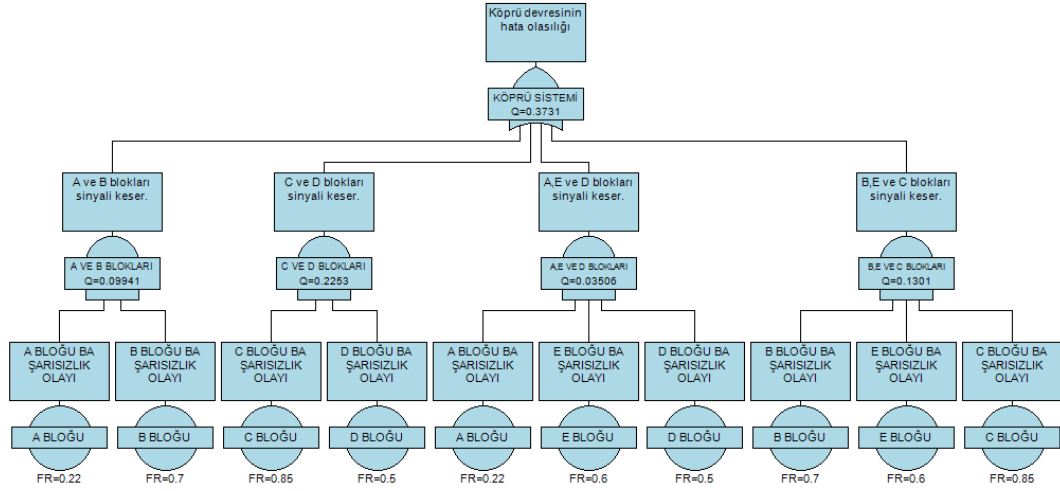 Köprü devresinin
hata olasılığı
KÖPRÜ SİSTEMİ
Q=0.3731
A ve B blokları
sinyali keser.
C ve D blokları
sinyali keser.
A,E ve D blokları
sinyali keser.
B,E ve C blokları
sinyali keser.
A VE B BLOKLARI
Q=0.09941
C VE D BLOKLARI
Q=0.2253
A,E VE D BLOKLARI
Q=0.03506
B,E VE C BLOKLARI
Q=0.1301
A BLOĞU BA
ŞARISIZLIK
OLAYI
B BLOĞU BA
ŞARISIZLIK
OLAYI
C BLOĞU BA
ŞARISIZLIK
OLAYI
D BLOĞU BA
ŞARISIZLIK
OLAYI
A BLOĞU BA
ŞARISIZLIK
OLAYI
E BLOĞU BA
ŞARISIZLIK
OLAYI
D BLOĞU BA
ŞARISIZLIK
OLAYI
B BLOĞU BA
ŞARISIZLIK
OLAYI
E BLOĞU BA
ŞARISIZLIK
OLAYI
C BLOĞU BA
ŞARISIZLIK
OLAYI
A BLOĞU
B BLOĞU
C BLOĞU
D BLOĞU
A BLOĞU
E BLOĞU
D BLOĞU
B BLOĞU
E BLOĞU
C BLOĞU
FR=0.22
FR=0.7
FR=0.85
FR=0.5
FR=0.22
FR=0.6
FR=0.5
FR=0.7
FR=0.6
FR=0.85